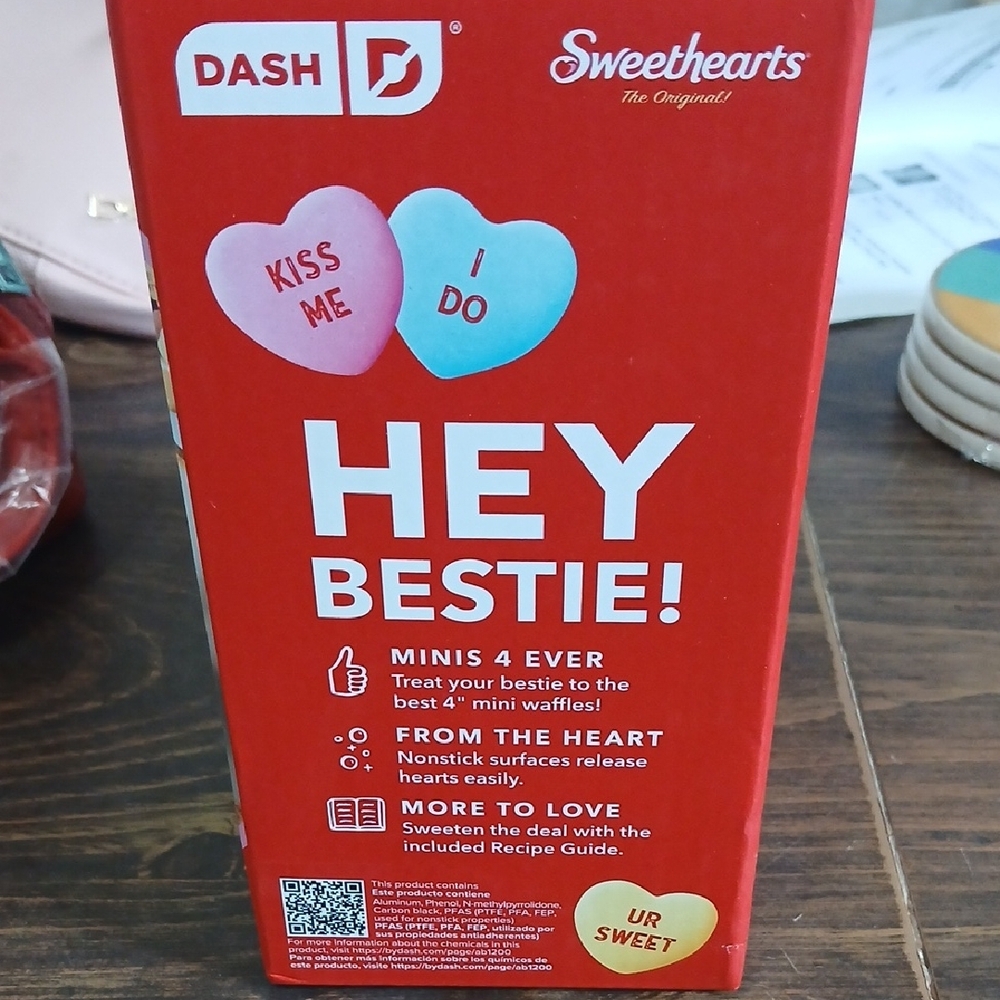 DASH
Sweethearts
The Original!
KISS
ME
I
DO
HEY
BESTIE!
MINIS 4 EVER
Treat your bestie to the
best 4" mini waffles!
FROM THE HEART
Nonstick surfaces release
hearts easily.
MORE TO LOVE
Sweeten the deal with the
included Recipe Guide.
This product contains
Este producto contiene
Aluminum, Phenol, N-methylpyrrolidone,
Carbon black, PFAS (PTFE, PFA, FEP,
used for nonstick properties)
PFAS (PTFE, PFA, FEP, utilizado por
sus propiedades antiadherentes)
For more information about the chemicals in this
product, visit https://bydash.com/page/ab1200
Para obtener más información sobre los químicos de
este producto, visite https://bydash.com/page/ab1200
UR
SWEET